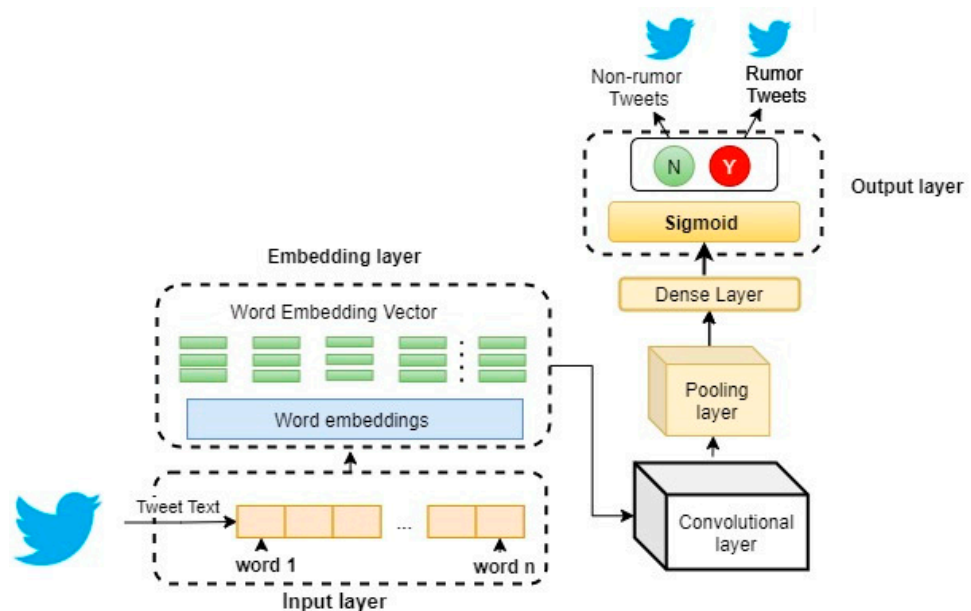 Non-rumor
Tweets
Rumor
Tweets
N
Y
Output layer
Sigmoid
Embedding layer
Dense Layer
Word Embedding Vector
Pooling
layer
Word embeddings
Tweet Text
...
word 1
word n
Convolutional
layer
Input layer